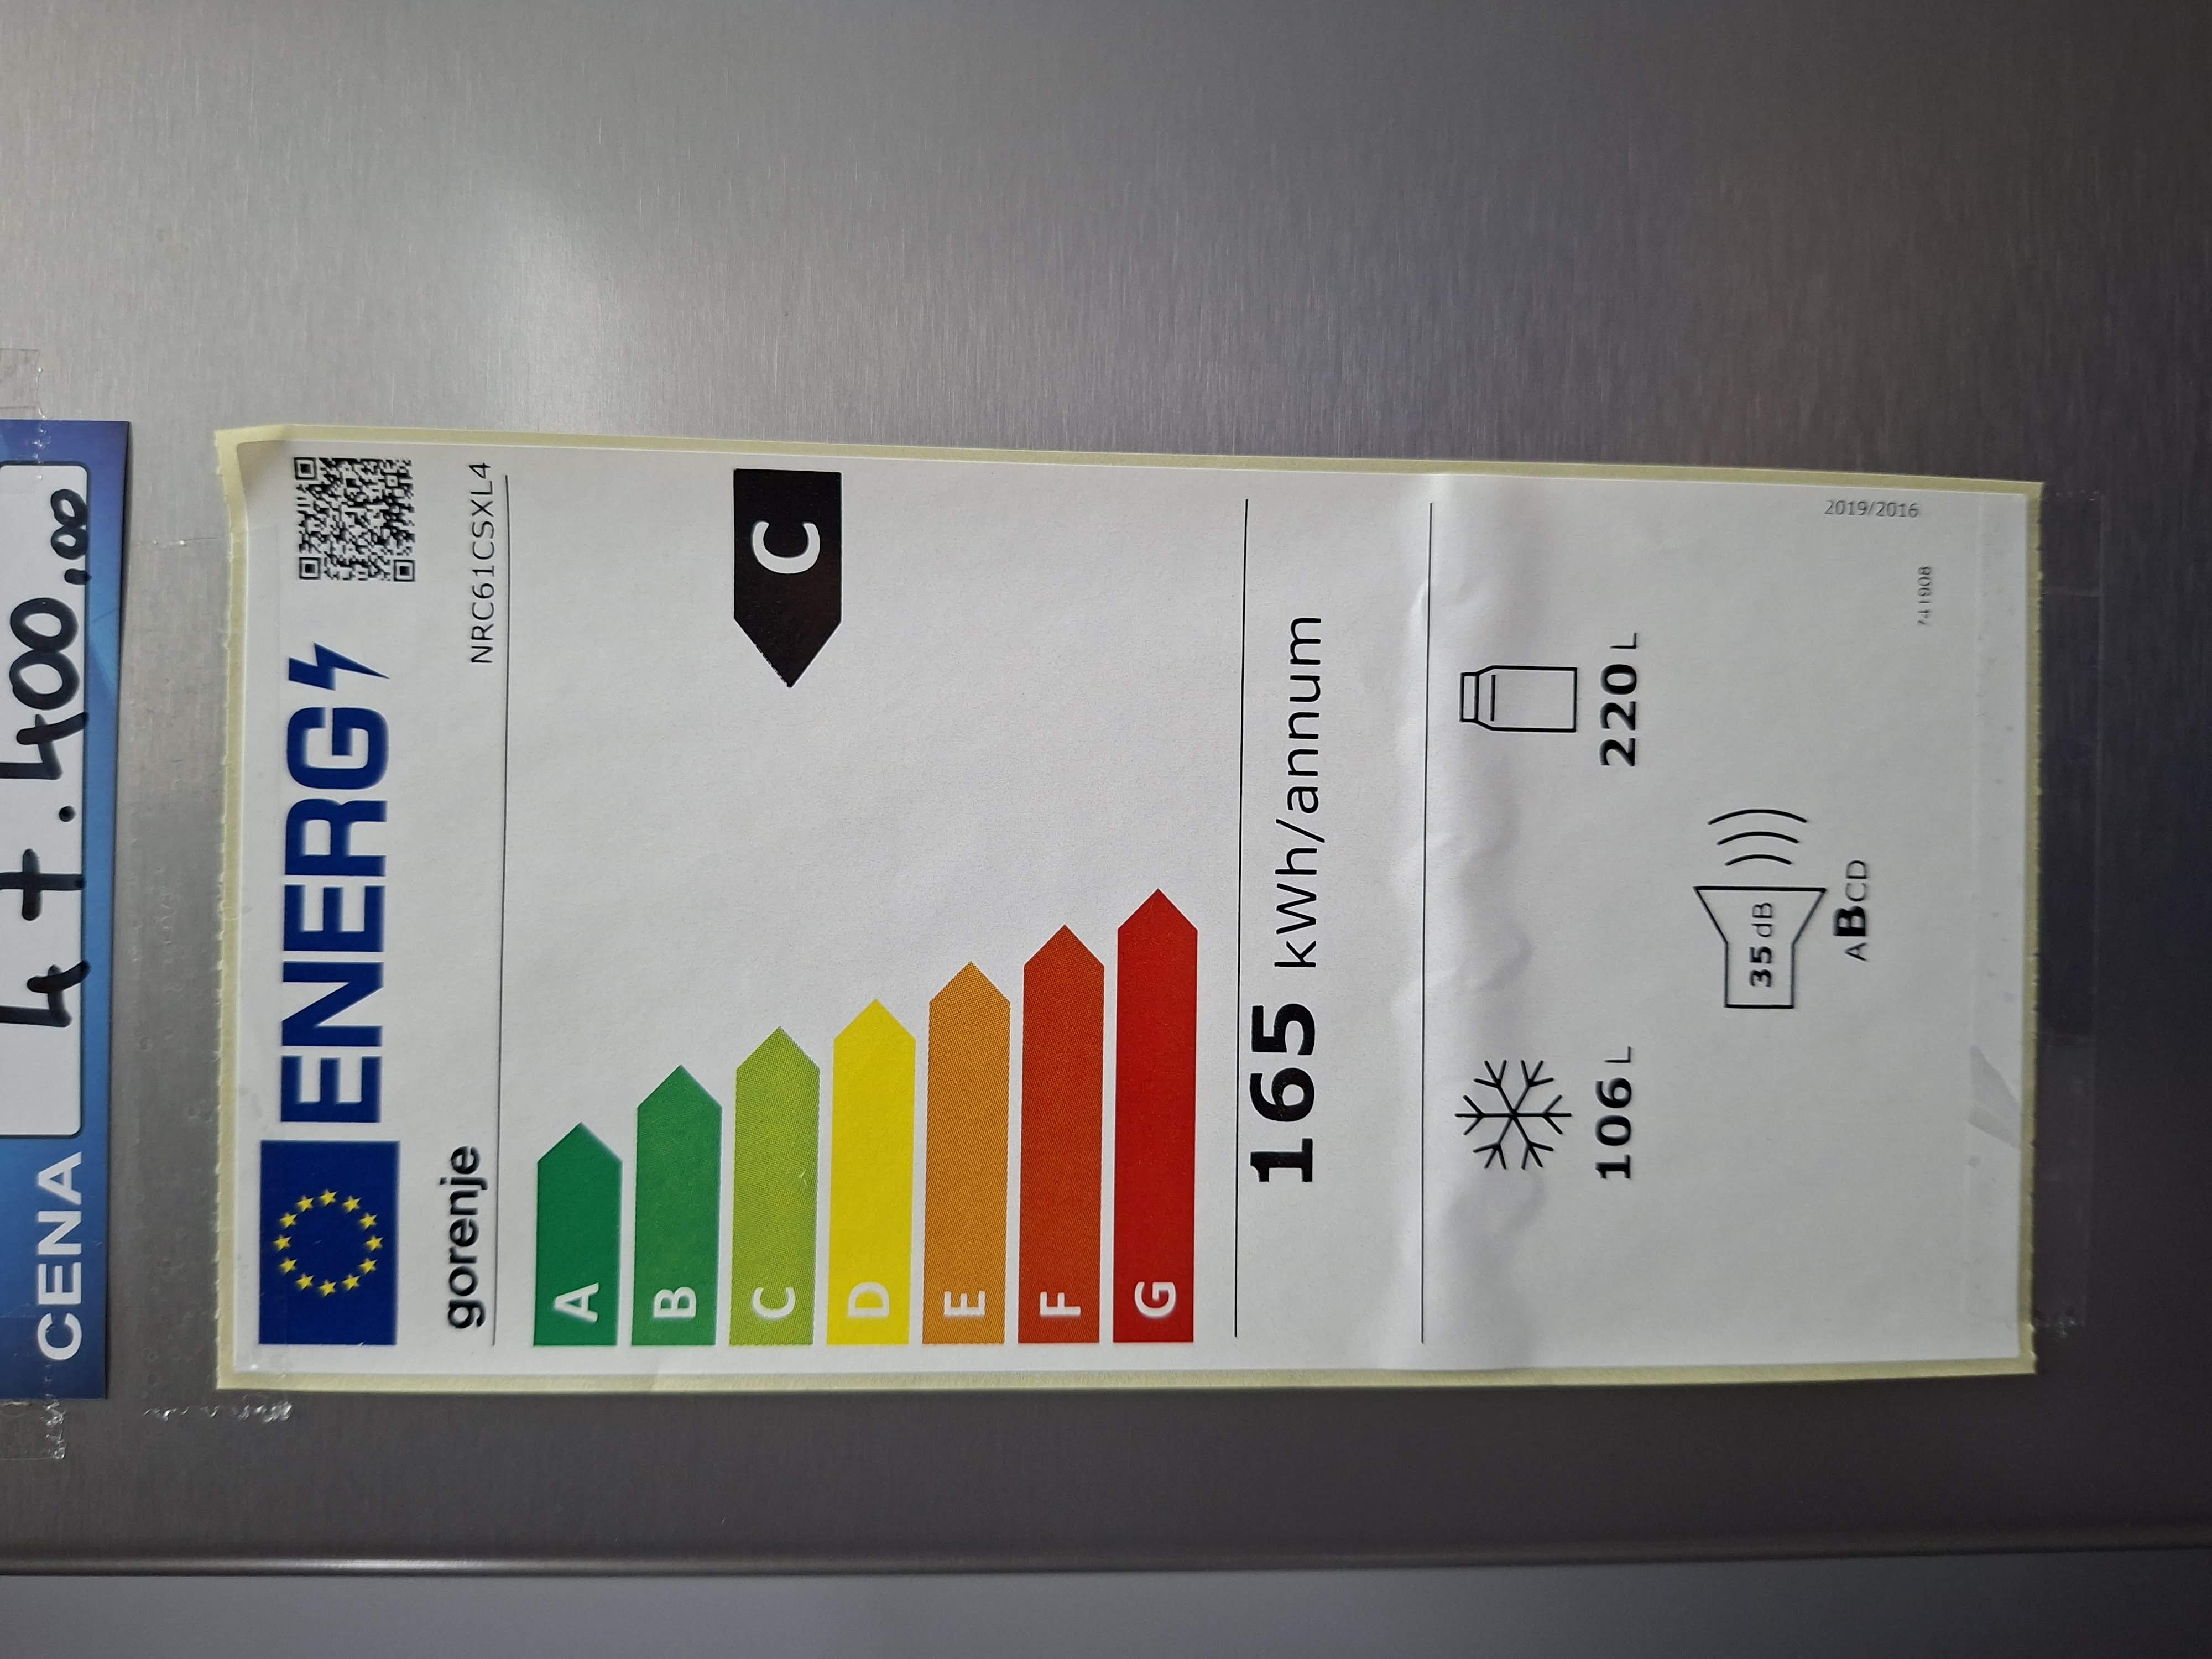 CENA
47.400,00
ENERG
gorenje
NRC61CSXL4
A
B
C
C
D
E
F
G
165 kWh/annum
106 L
220 L
35 dB
ABCD
2019/2016
741908